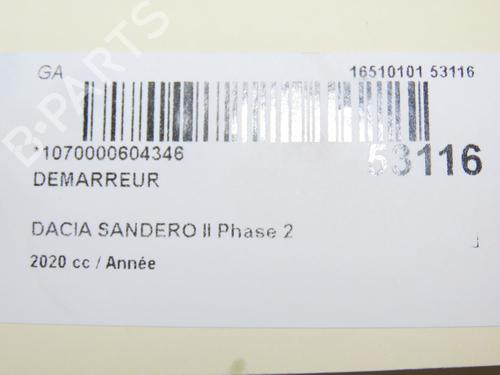 GA
16510101 53116
*1070000604346
53116
DEMARREUR
DACIA SANDERO II Phase 2
2020 cc / Année
B-PARTS